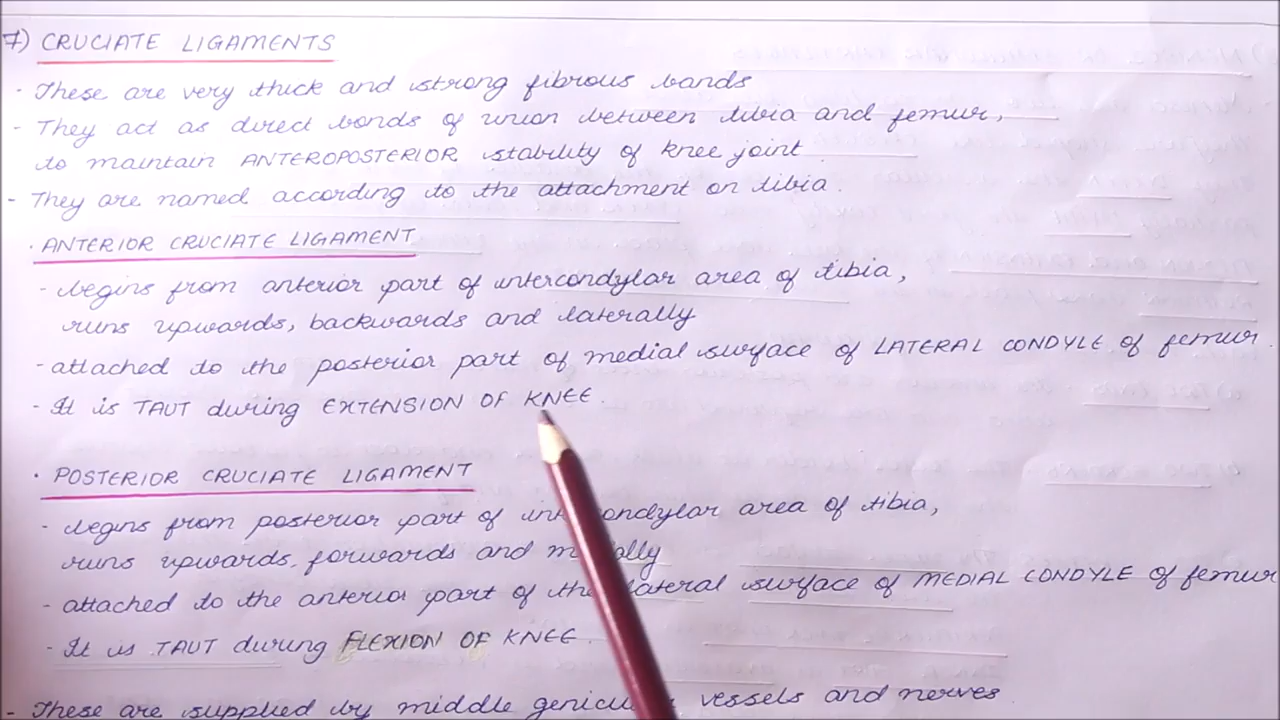 7) CRUCIATE LIGAMENTS
- These are very thick and strong fibrous bands
- They act as direct bonds of union between tibia and femur,
to maintain ANTEROPOSTERIOR stability of knee joint
- They are named according to the attachment on tibia.
· ANTERIOR CRUCIATE LIGAMENT
- begins from anterior part of intercondylar area of tibia,
runs upwards, backwards and laterally
- attached to the posterior part of medial surface of LATERAL CONDYLE of femur.
- It is TAUT during EXTENSION OF KNEE.
· POSTERIOR CRUCIATE LIGAMENT
- begins from posterior part of area of tibia,
runs upwards, forwards and
- attached to the anterior part of the lateral surface of MEDIAL CONDYLE of femur
- It is TAUT during FLEXION OF KNEE.
- These are supplied by middle vessels and nerves.